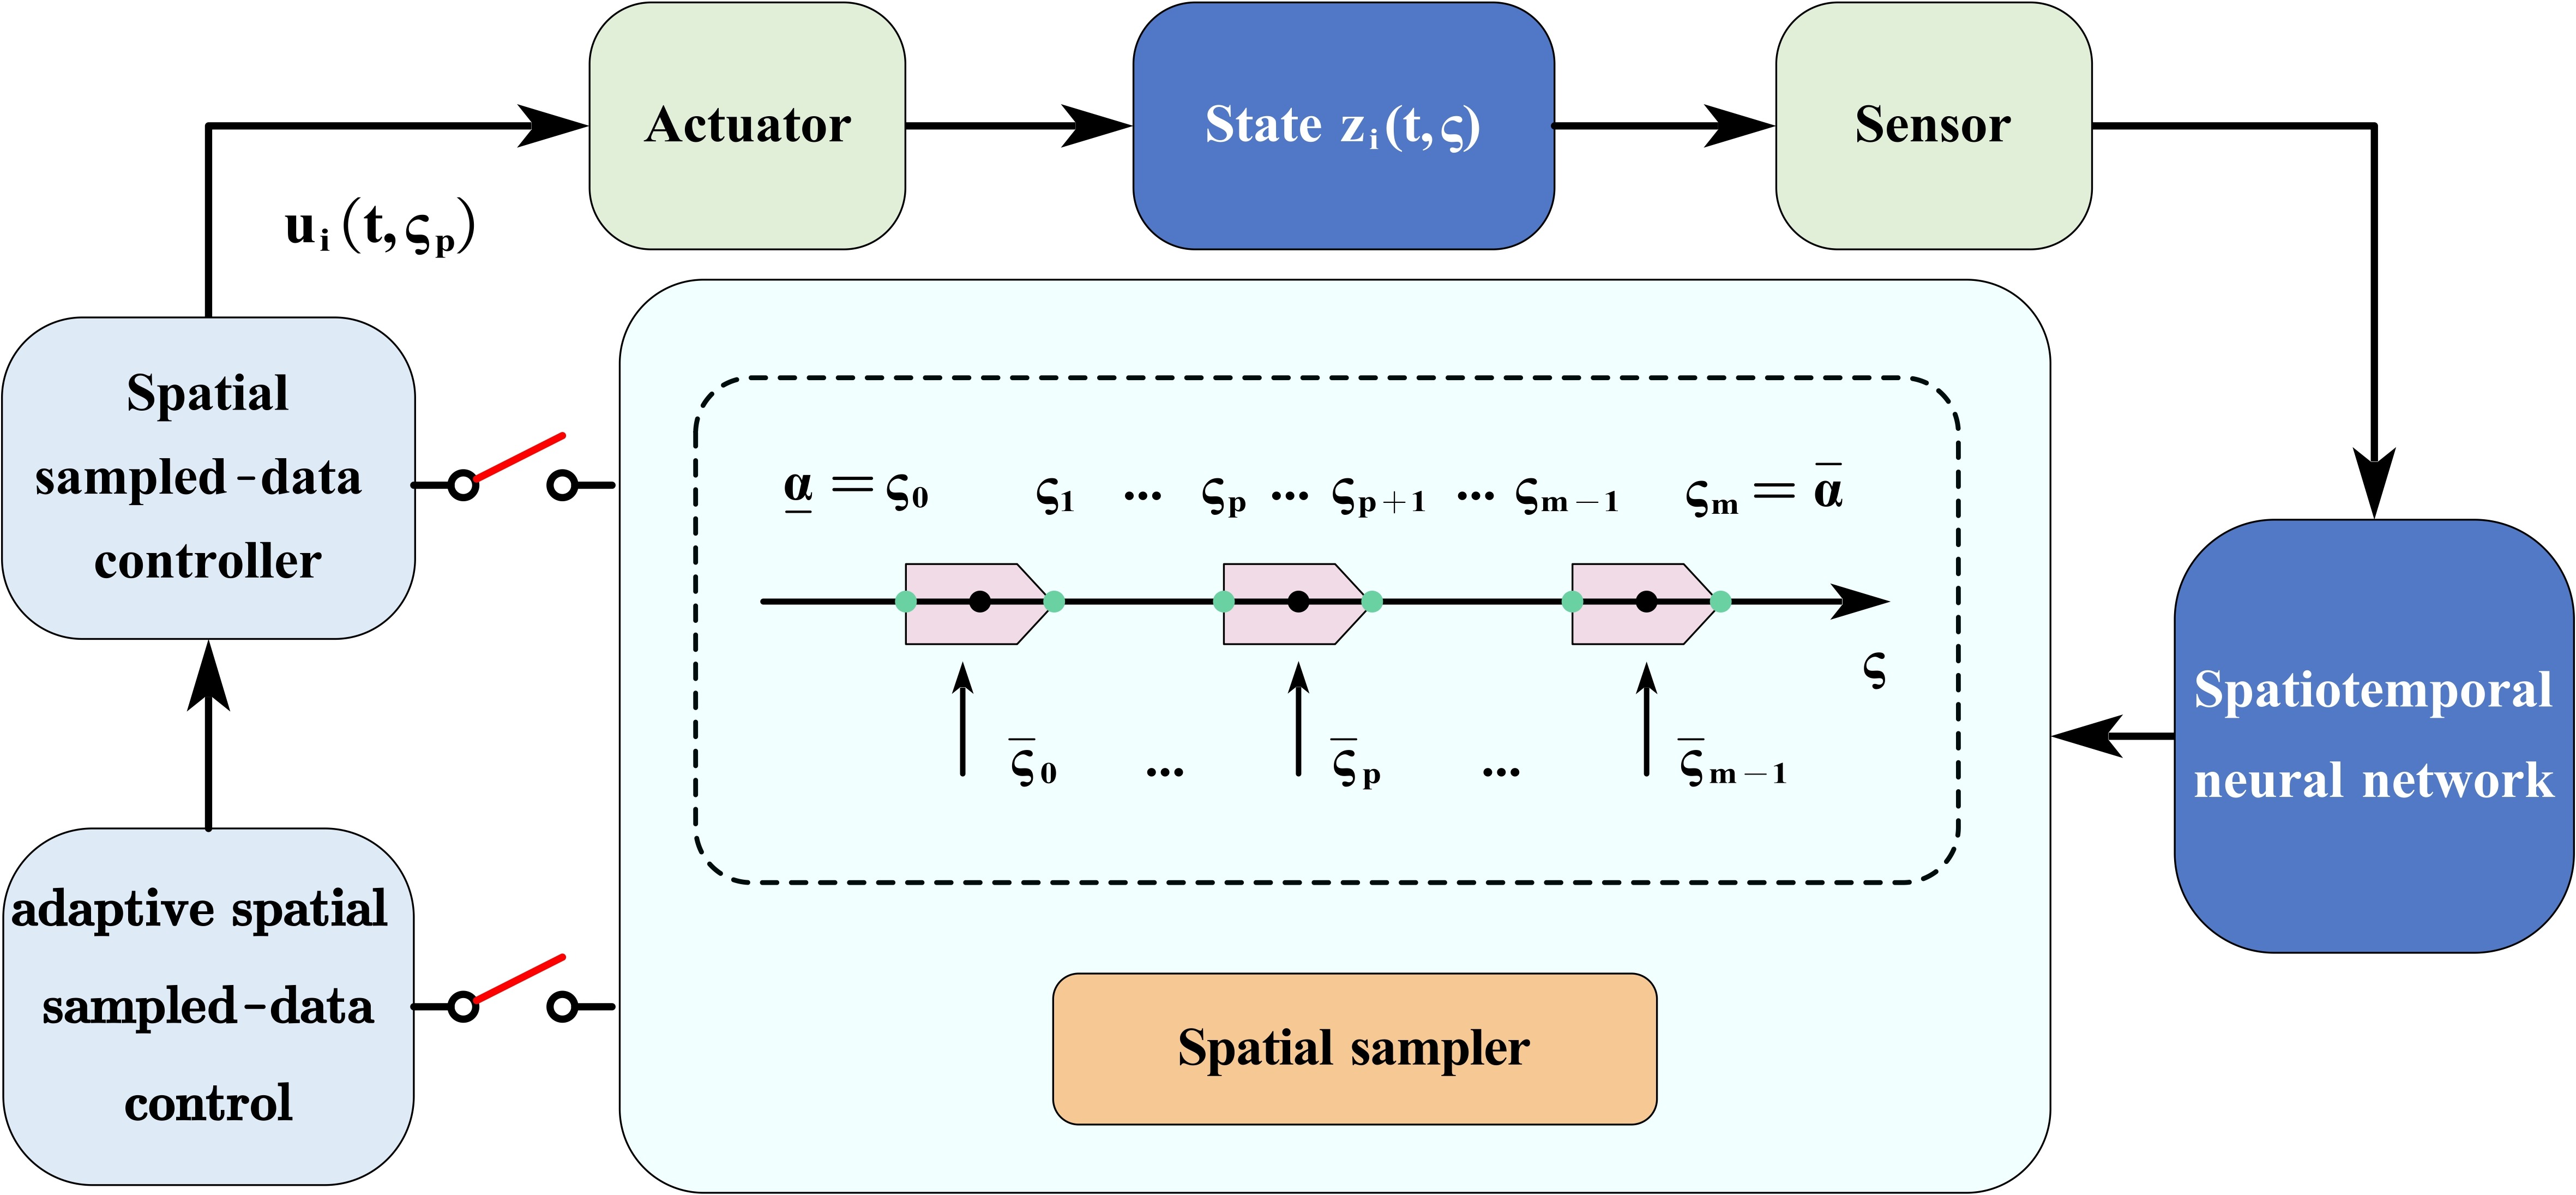 Actuator
State zᵢ(t,ς)
Sensor
uᵢ(t,ςₚ)
Spatial
sampled-data
controller
α̲ = ς₀ ς₁ ... ςₚ ... ςₚ₊₁ ... ςₘ₋₁ ςₘ = ᾱ
ς
ς̄₀ ... ς̄ₚ ... ς̄ₘ₋₁
Spatiotemporal
neural network
adaptive spatial
sampled-data
control
Spatial sampler